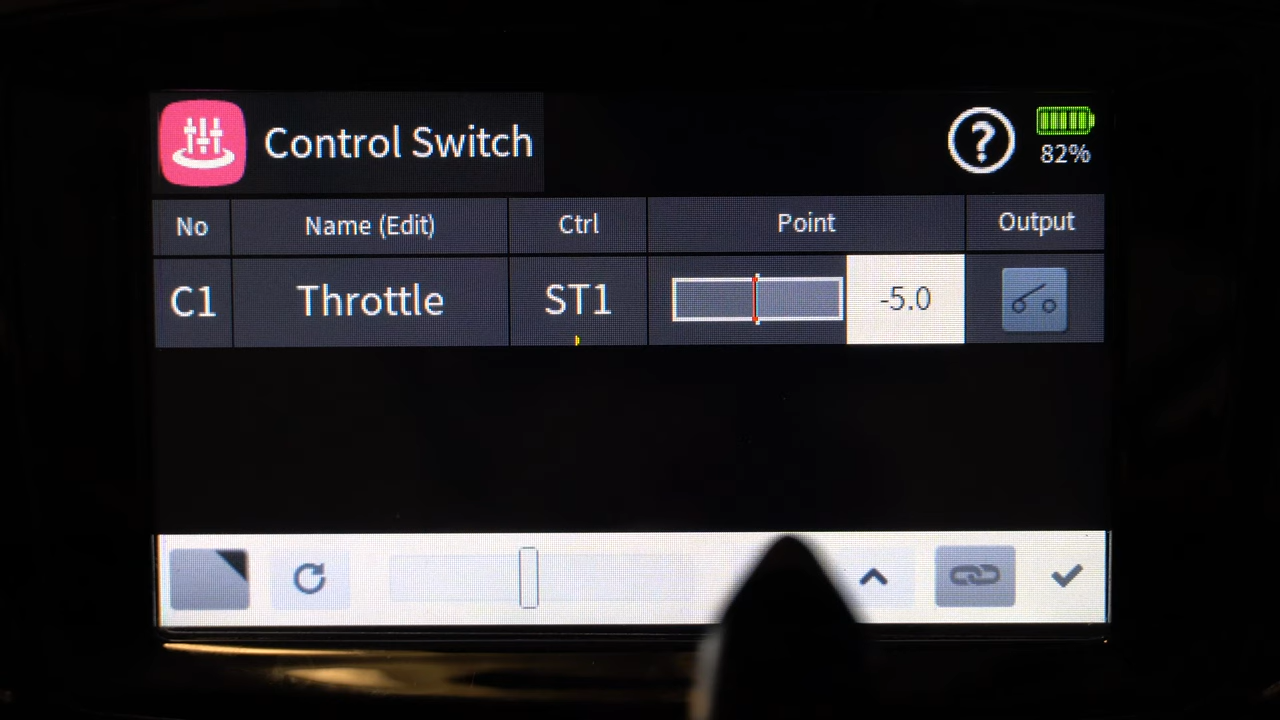 Control Switch
?
82%
No Name (Edit) Ctrl Point Output
C1 Throttle ST1 -5.0